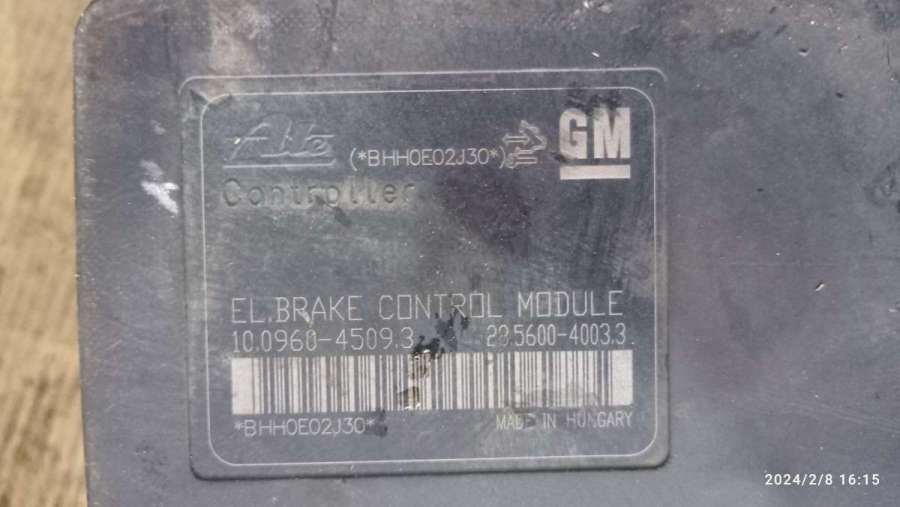 Ate (*BHH0E02J30*) GM
Controller
EL.BRAKE CONTROL MODULE
10.0960-4509.3 28.5600-4003.3
*BHH0E02J30*
MADE IN HUNGARY
2024/2/8 16:15